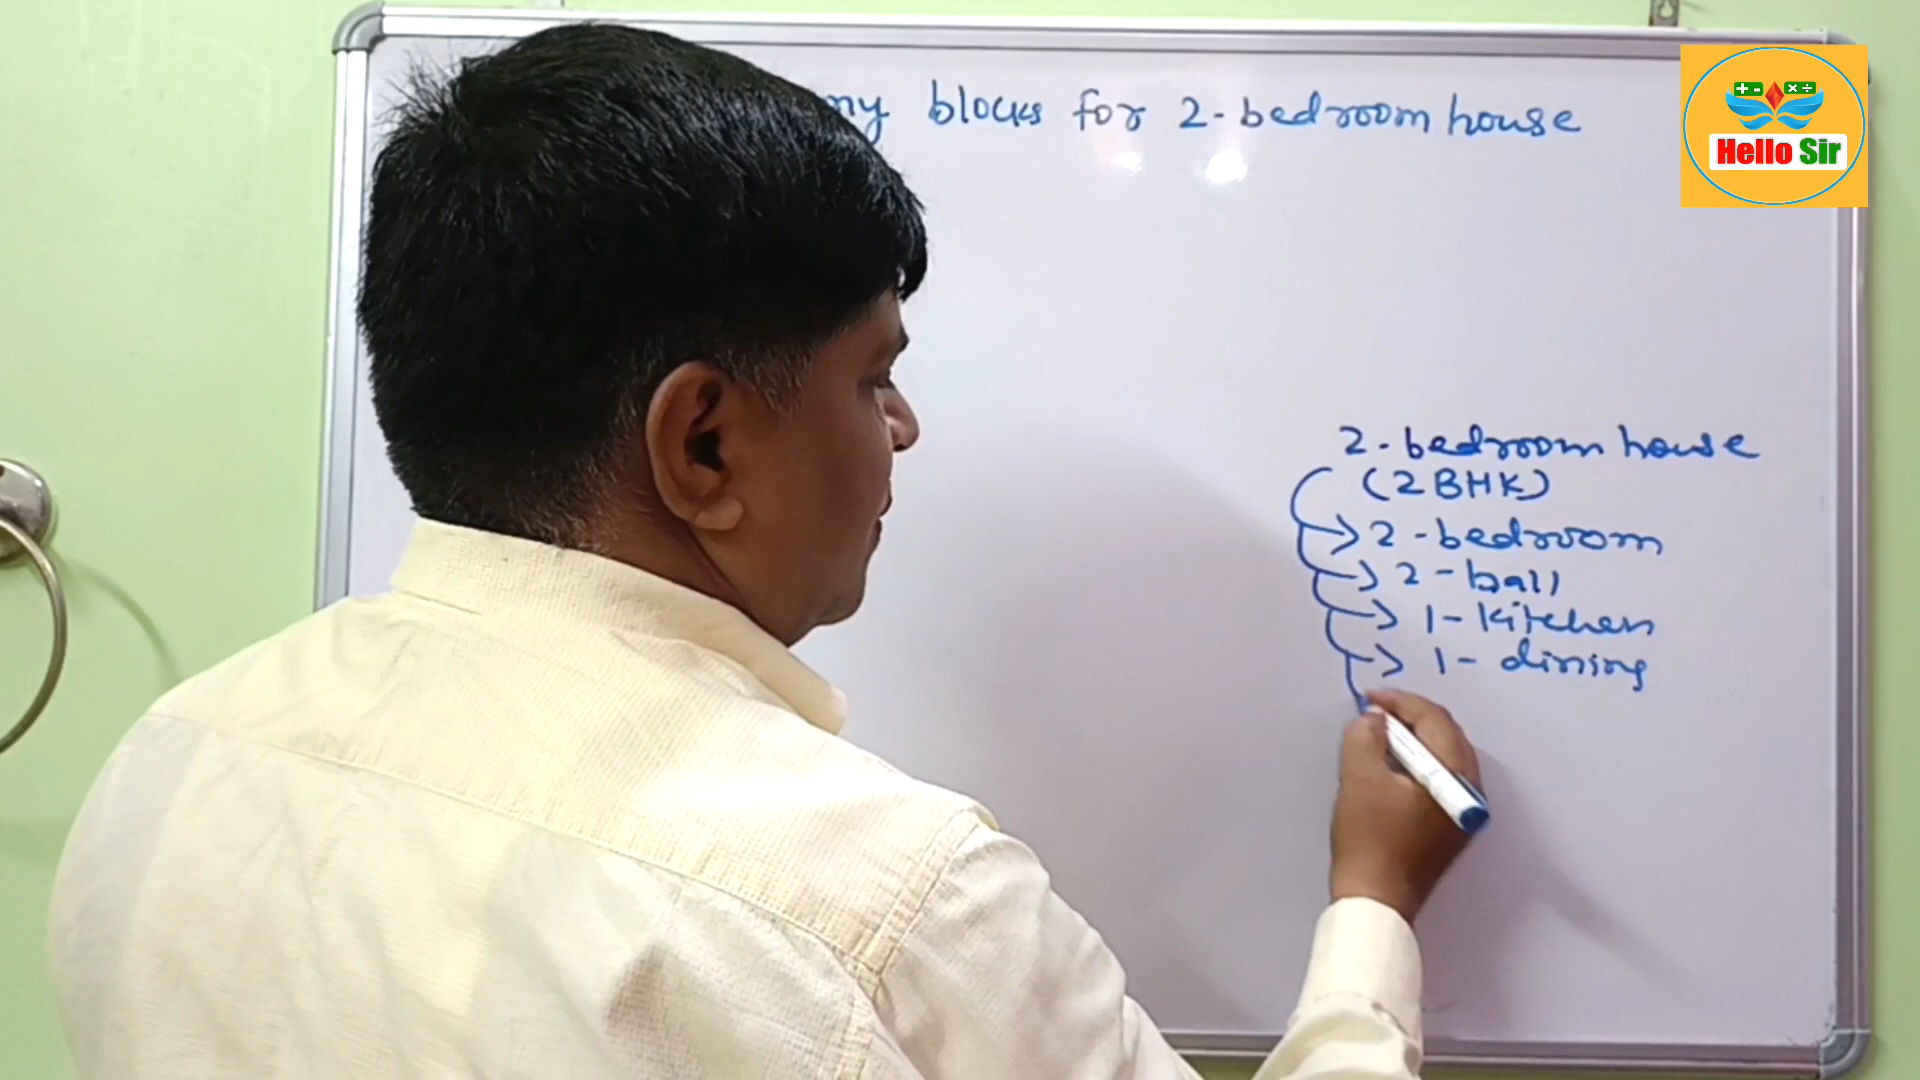 ny blocks for 2-bedroom house
+ - × ÷
Hello Sir
2-bedroom house
(2BHK)
2-bedroom
2-ball
1-kitchen
1-dining